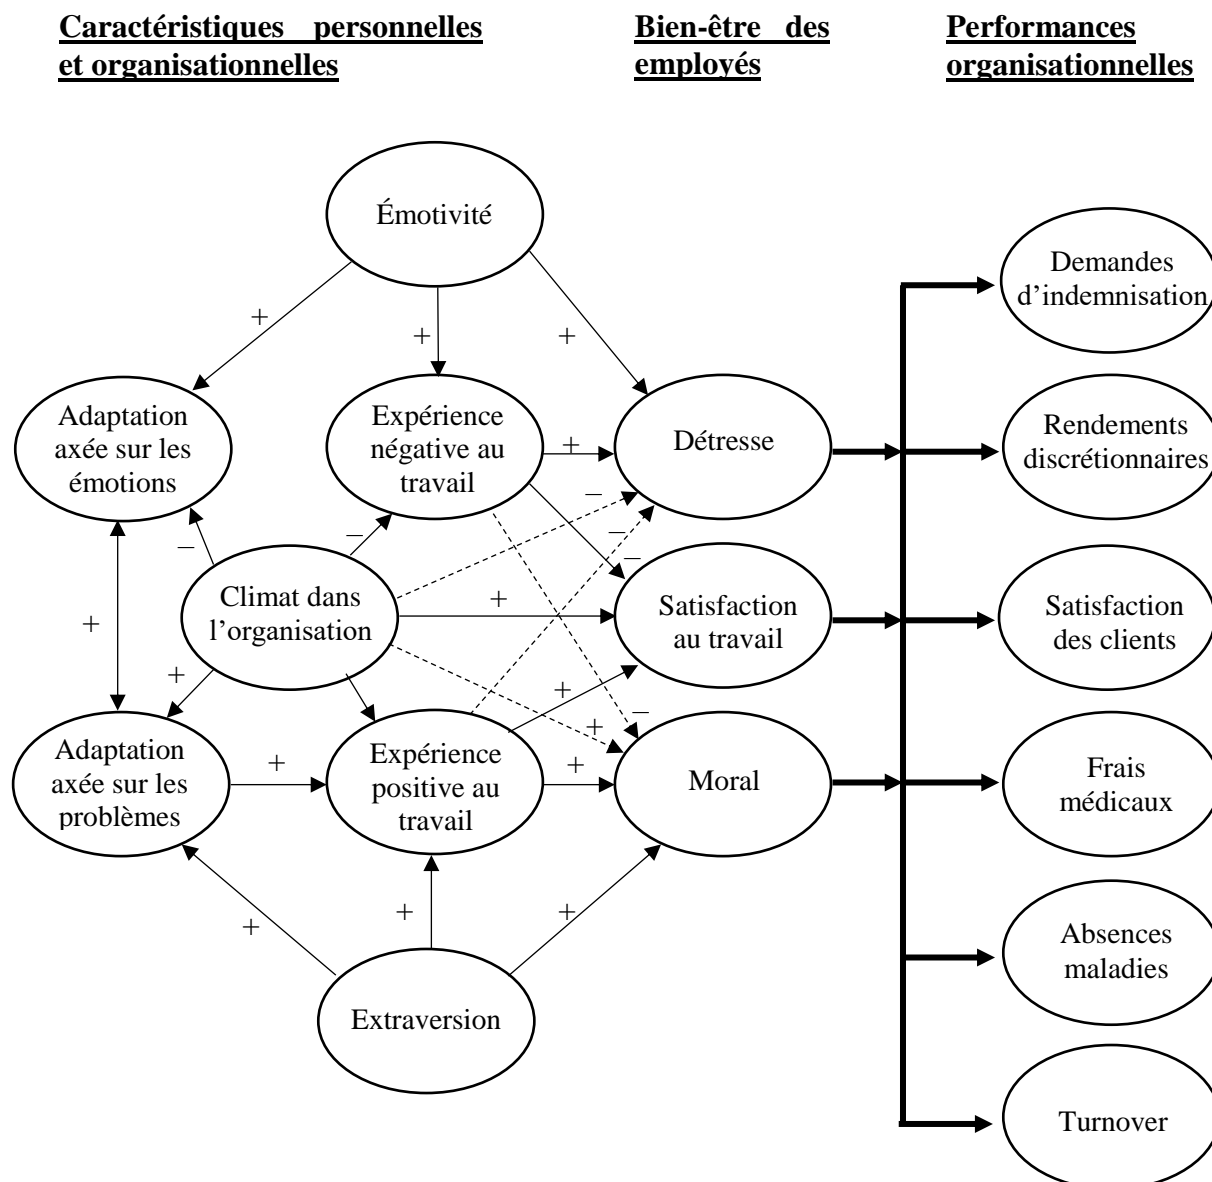 Caractéristiques personnelles
et organisationnelles
Bien-être des
employés
Performances
organisationnelles
Émotivité
Demandes
d'indemnisation
+
+
+
Adaptation
axée sur les
émotions
Expérience
négative au
travail
+
Détresse
Rendements
discrétionnaires
–
–
–
–
–
Climat dans
l'organisation
+
Satisfaction
au travail
Satisfaction
des clients
+
+
+
–
+
Adaptation
axée sur les
problèmes
+
Expérience
positive au
travail
+
Moral
Frais
médicaux
+
+
+
Absences
maladies
Extraversion
Turnover